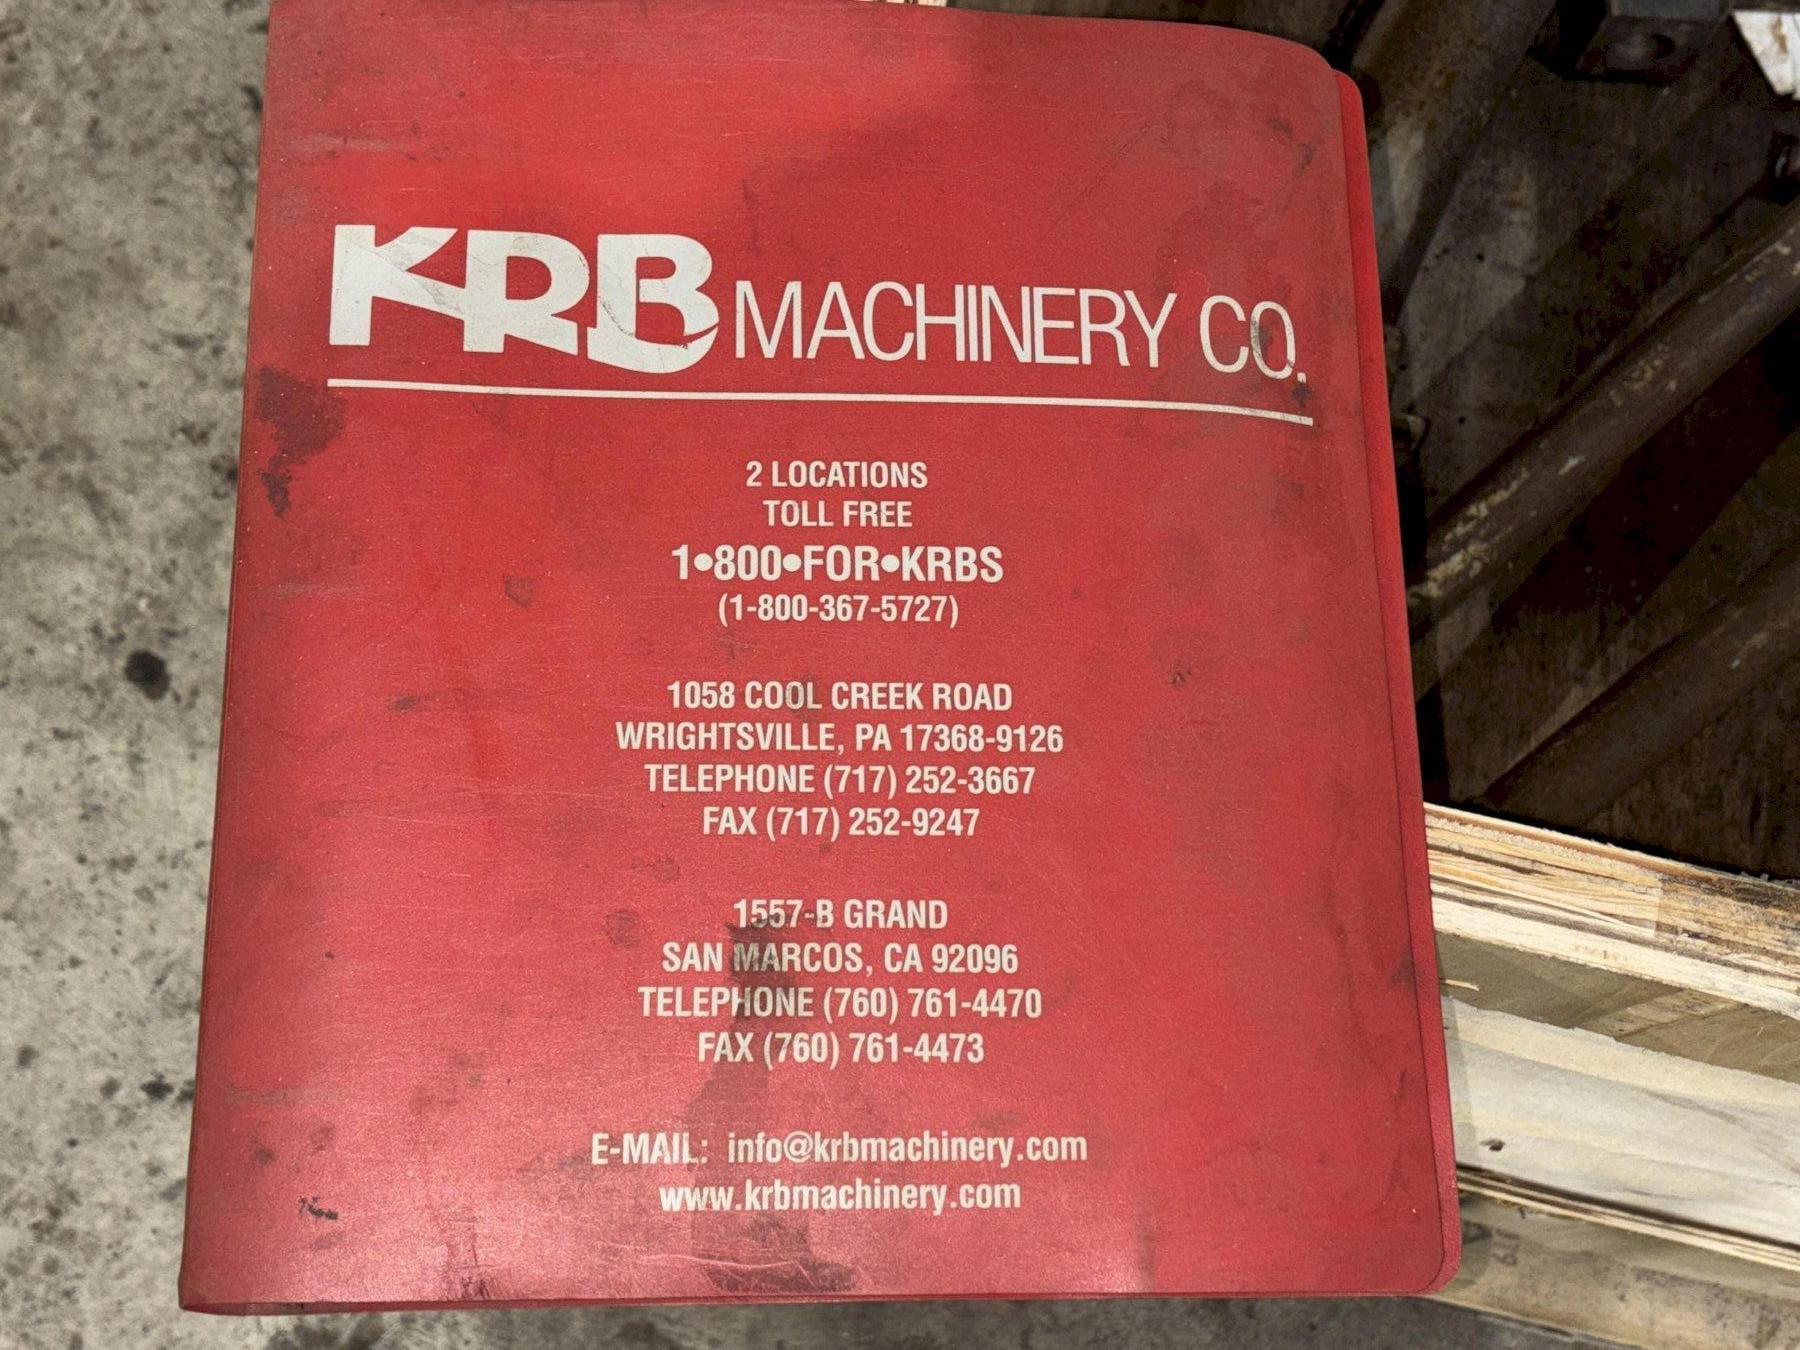 KRB MACHINERY CO.
2 LOCATIONS
TOLL FREE
1•800•FOR•KRBS
(1-800-367-5727)
1058 COOL CREEK ROAD
WRIGHTSVILLE, PA 17368-9126
TELEPHONE (717) 252-3667
FAX (717) 252-9247
1557-B GRAND
SAN MARCOS, CA 92096
TELEPHONE (760) 761-4470
FAX (760) 761-4473
E-MAIL: info@krbmachinery.com
www.krbmachinery.com